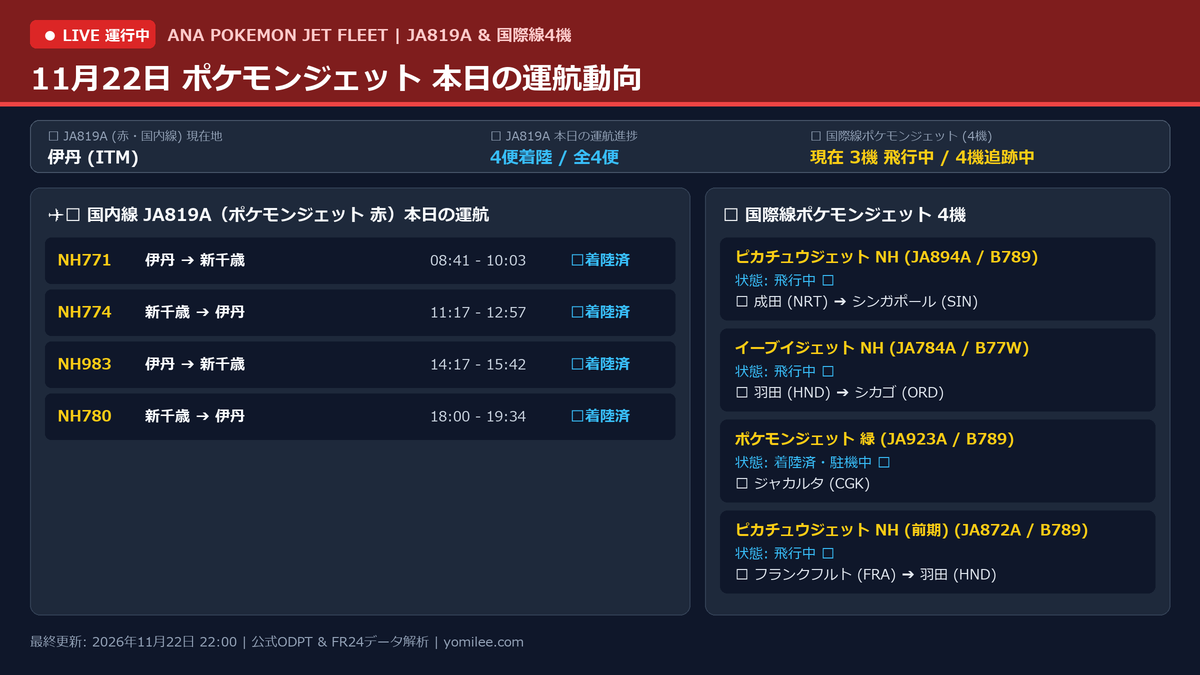 ● LIVE 運行中 ANA POKEMON JET FLEET | JA819A & 国際線4機
11月22日 ポケモンジェット 本日の運航動向
□ JA819A (赤・国内線) 現在地
伊丹 (ITM)
□ JA819A 本日の運航進捗
4便着陸 / 全4便
□ 国際線ポケモンジェット (4機)
現在 3機 飛行中 / 4機追跡中
✈□ 国内線 JA819A（ポケモンジェット 赤）本日の運航
NH771 伊丹 → 新千歳 08:41 - 10:03 □着陸済
NH774 新千歳 → 伊丹 11:17 - 12:57 □着陸済
NH983 伊丹 → 新千歳 14:17 - 15:42 □着陸済
NH780 新千歳 → 伊丹 18:00 - 19:34 □着陸済
□ 国際線ポケモンジェット 4機
ピカチュウジェット NH (JA894A / B789)
状態: 飛行中 □
□ 成田 (NRT) ➔ シンガポール (SIN)
イーブイジェット NH (JA784A / B77W)
状態: 飛行中 □
□ 羽田 (HND) ➔ シカゴ (ORD)
ポケモンジェット 緑 (JA923A / B789)
状態: 着陸済・駐機中 □
□ ジャカルタ (CGK)
ピカチュウジェット NH (前期) (JA872A / B789)
状態: 飛行中 □
□ フランクフルト (FRA) ➔ 羽田 (HND)
最終更新: 2026年11月22日 22:00 | 公式ODPT & FR24データ解析 | yomilee.com